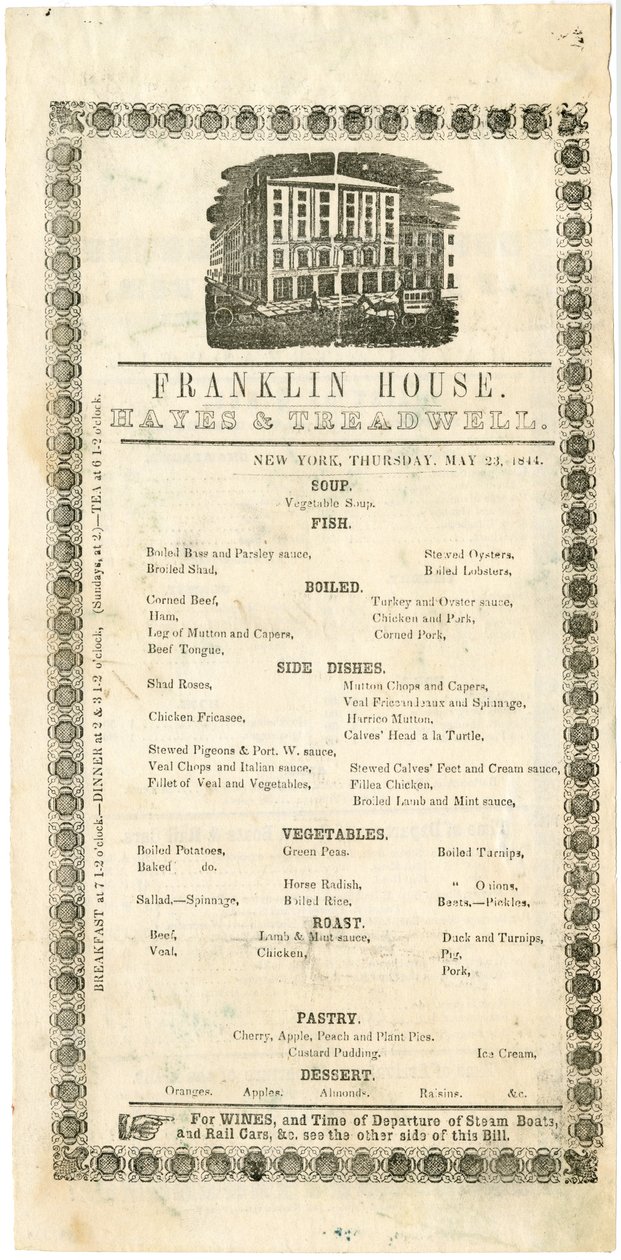 FRANKLIN HOUSE.
HAYES & TREADWELL.
NEW YORK, THURSDAY, MAY 23, 1844.
BREAKFAST at 7 1-2 o'clock.—DINNER at 2 & 3 1-2 o'clock, (Sundays, at 2.)—TEA at 6 1-2 o'clock.
SOUP.
Vegetable Soup.
FISH.
Boiled Bass and Parsley sauce, Stewed Oysters,
Broiled Shad, Boiled Lobsters,
BOILED.
Corned Beef, Turkey and Oyster sauce,
Ham, Chicken and Pork,
Leg of Mutton and Capers, Corned Pork,
Beef Tongue,
SIDE DISHES.
Shad Roses, Mutton Chops and Capers,
Veal Fricandeaux and Spinnage,
Chicken Fricasee, Harrico Mutton,
Calves' Head a la Turtle,
Stewed Pigeons & Port. W. sauce,
Veal Chops and Italian sauce, Stewed Calves' Feet and Cream sauce,
Fillet of Veal and Vegetables, Fillea Chicken,
Broiled Lamb and Mint sauce,
VEGETABLES.
Boiled Potatoes, Green Peas. Boiled Turnips,
Baked do.
Horse Radish, " Onions,
Sallad,—Spinnage, Boiled Rice, Beets,—Pickles,
ROAST.
Beef, Lamb & Mint sauce, Duck and Turnips,
Veal, Chicken, Pig,
Pork,
PASTRY.
Cherry, Apple, Peach and Plant Pies.
Custard Pudding. Ice Cream,
DESSERT.
Oranges. Apples. Almonds. Raisins. &c.
For WINES, and Time of Departure of Steam Boats,
and Rail Cars, &c. see the other side of this Bill.